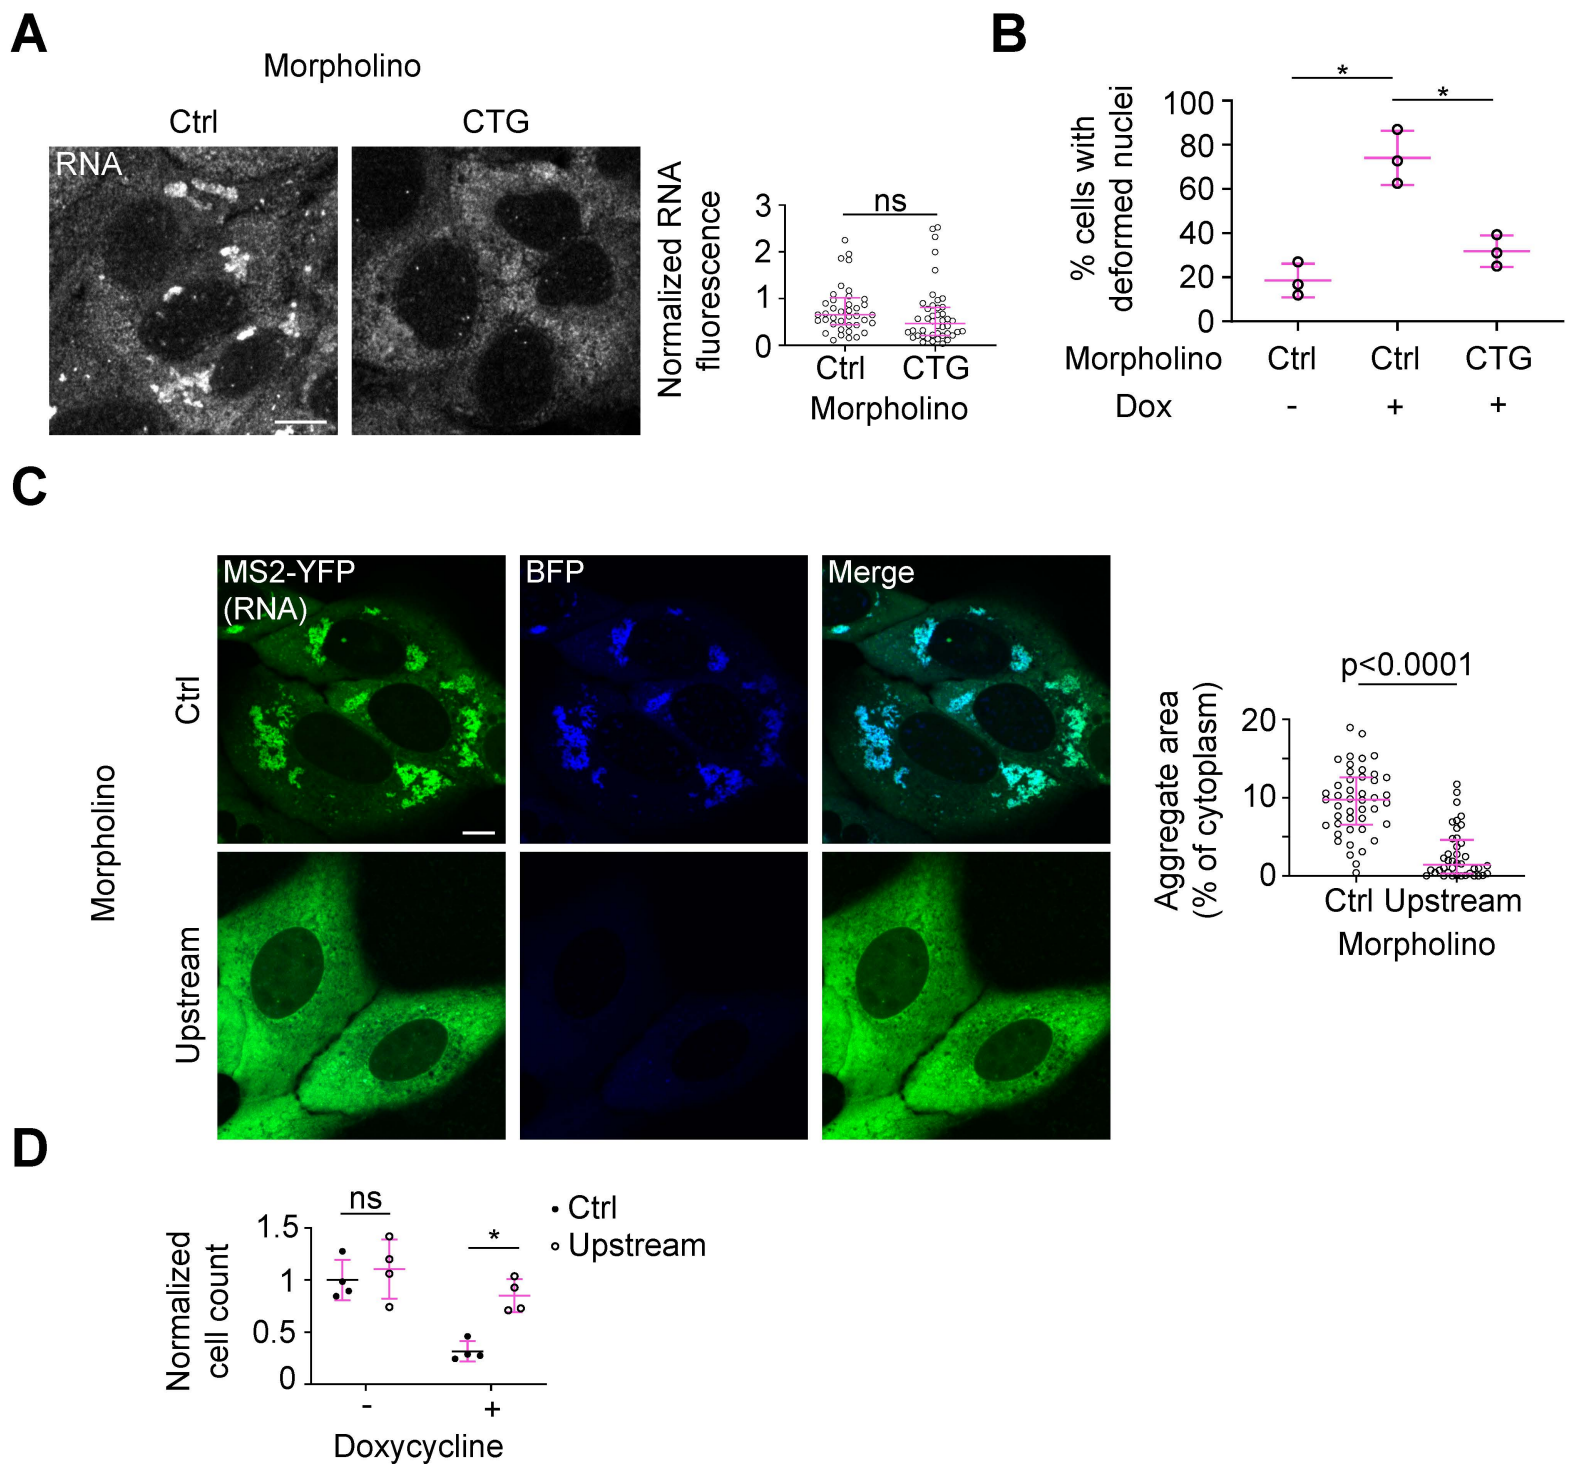 A
Morpholino
Ctrl
CTG
RNA
Normalized RNA
fluorescence
3
2
1
0
ns
Ctrl
CTG
Morpholino
B
% cells with
deformed nuclei
100
80
60
40
20
0
*
*
Morpholino
Ctrl
Ctrl
CTG
Dox
-
+
+
C
Morpholino
Ctrl
Upstream
MS2-YFP
(RNA)
BFP
Merge
Aggregate area
(% of cytoplasm)
p<0.0001
20
10
0
Ctrl
Upstream
Morpholino
D
Normalized
cell count
1.5
1
0.5
0
ns
*
Ctrl
Upstream
-
+
Doxycycline